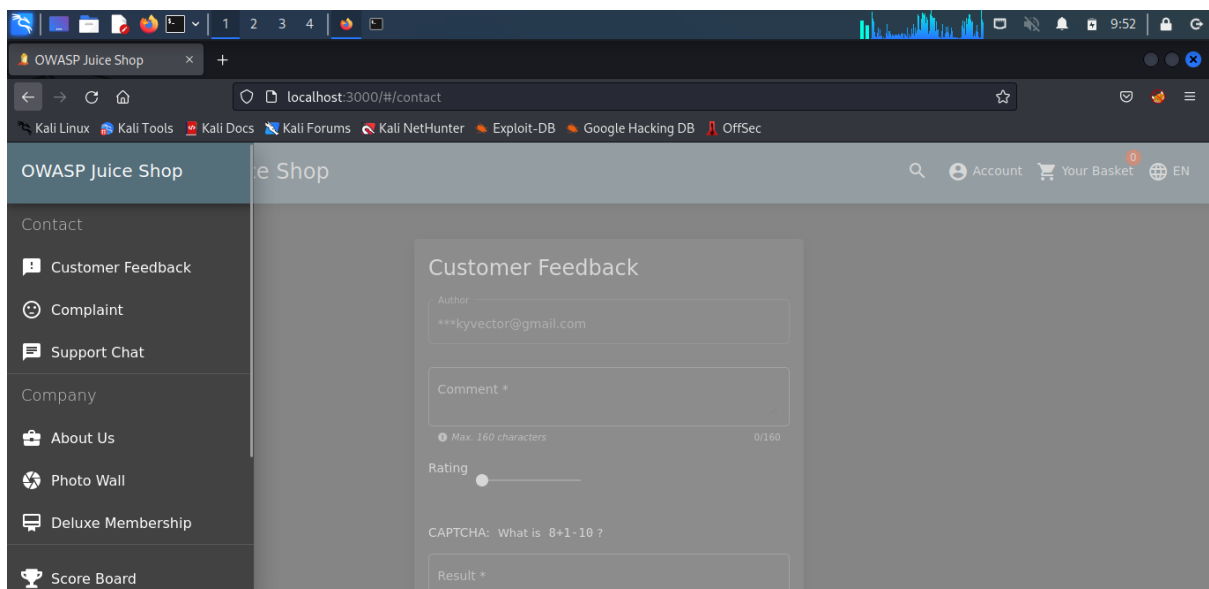 1 2 3 4 9:52
OWASP Juice Shop × +
localhost:3000/#/contact
Kali Linux Kali Tools Kali Docs Kali Forums Kali NetHunter Exploit-DB Google Hacking DB OffSec
OWASP Juice Shop
e Shop
0
Account Your Basket EN
Contact
Customer Feedback
Complaint
Support Chat
Company
About Us
Photo Wall
Deluxe Membership
Score Board
Customer Feedback
Author
***kyvector@gmail.com
Comment *
Max. 160 characters 0/160
Rating
CAPTCHA: What is 8+1-10 ?
Result *